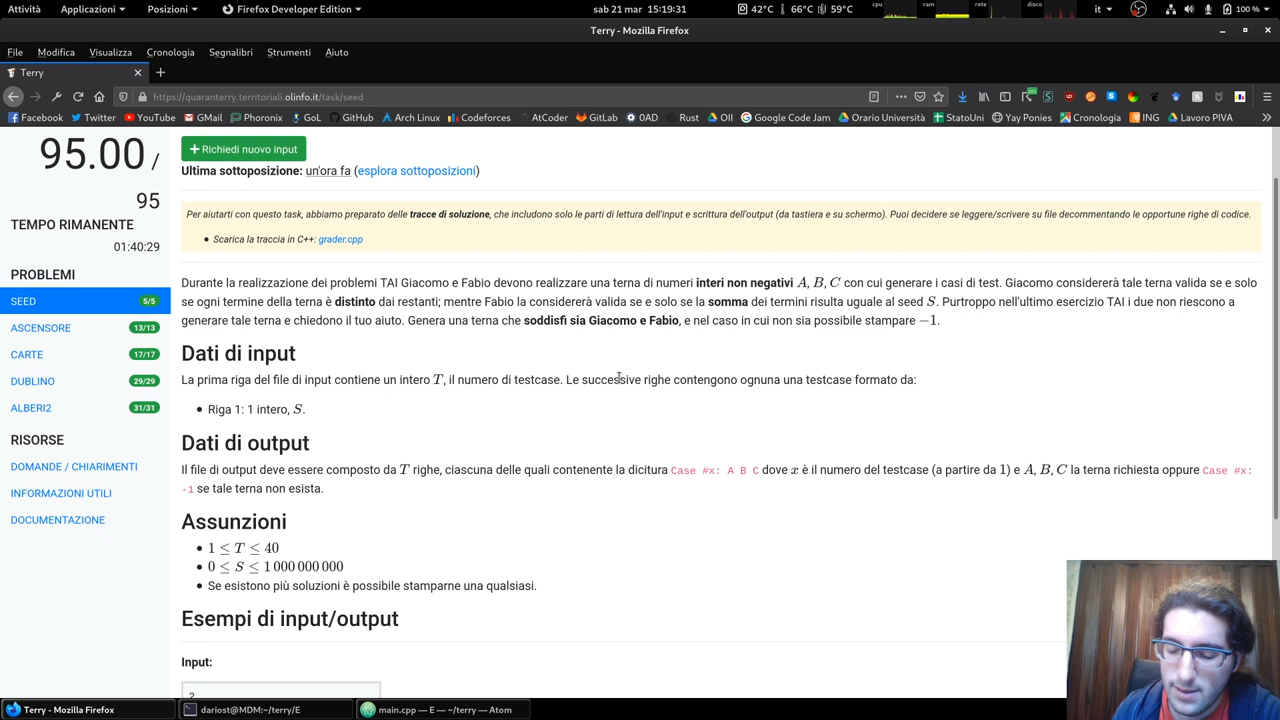 Attività Applicazioni Posizioni Firefox Developer Edition sab 21 mar 15:19:31 42°C 66°C 59°C cpu ram rete disco it 100 %
Terry - Mozilla Firefox
File Modifica Visualizza Cronologia Segnalibri Strumenti Aiuto
Terry
https://quaranterry.territoriali.olinfo.it/task/seed
Facebook Twitter YouTube GMail Phoronix GoL GitHub Arch Linux Codeforces AtCoder GitLab OAD Rust OII Google Code Jam Orario Università StatoUni Yay Ponies Cronologia ING Lavoro PIVA
95.00 /
95
TEMPO RIMANENTE
01:40:29
PROBLEMI
SEED 5/5
ASCENSORE 13/13
CARTE 17/17
DUBLINO 29/29
ALBERI2 31/31
RISORSE
DOMANDE / CHIARIMENTI
INFORMAZIONI UTILI
DOCUMENTAZIONE
Richiedi nuovo input
Ultima sottoposizione: un'ora fa (esplora sottoposizioni)
Per aiutarti con questo task, abbiamo preparato delle tracce di soluzione, che includono solo le parti di lettura dell'input e scrittura dell'output (da tastiera e su schermo). Puoi decidere se leggere/scrivere su file decommentando le opportune righe di codice.
• Scarica la traccia in C++: grader.cpp
Durante la realizzazione dei problemi TAI Giacomo e Fabio devono realizzare una terna di numeri interi non negativi A, B, C con cui generare i casi di test. Giacomo considererà tale terna valida se e solo
se ogni termine della terna è distinto dai restanti; mentre Fabio la considererà valida se e solo se la somma dei termini risulta uguale al seed S. Purtroppo nell'ultimo esercizio TAI i due non riescono a
generare tale terna e chiedono il tuo aiuto. Genera una terna che soddisfi sia Giacomo e Fabio, e nel caso in cui non sia possibile stampare −1.
Dati di input
La prima riga del file di input contiene un intero T, il numero di testcase. Le successive righe contengono ognuna una testcase formato da:
• Riga 1: 1 intero, S.
Dati di output
Il file di output deve essere composto da T righe, ciascuna delle quali contenente la dicitura Case #x: A B C dove x è il numero del testcase (a partire da 1) e A, B, C la terna richiesta oppure Case #x:
-1 se tale terna non esista.
Assunzioni
• 1 ≤ T ≤ 40
• 0 ≤ S ≤ 1 000 000 000
• Se esistono più soluzioni è possibile stamparne una qualsiasi.
Esempi di input/output
Input:
2
Terry - Mozilla Firefox dariost@MDM:~/terry/E main.cpp — E — ~/terry — Atom